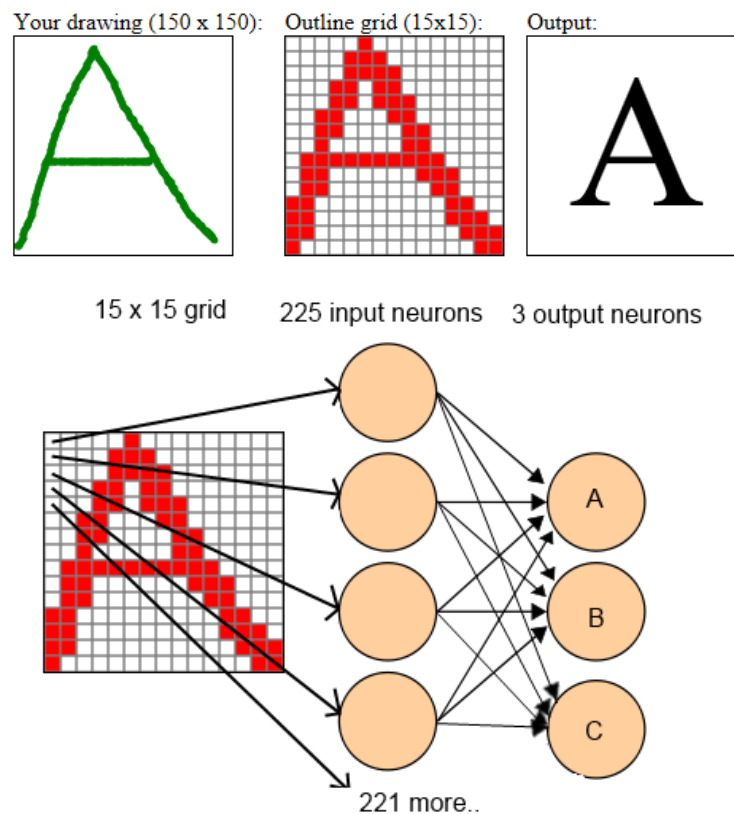 Your drawing (150 x 150): Outline grid (15x15): Output:
A
15 x 15 grid 225 input neurons 3 output neurons
A
B
C
221 more..